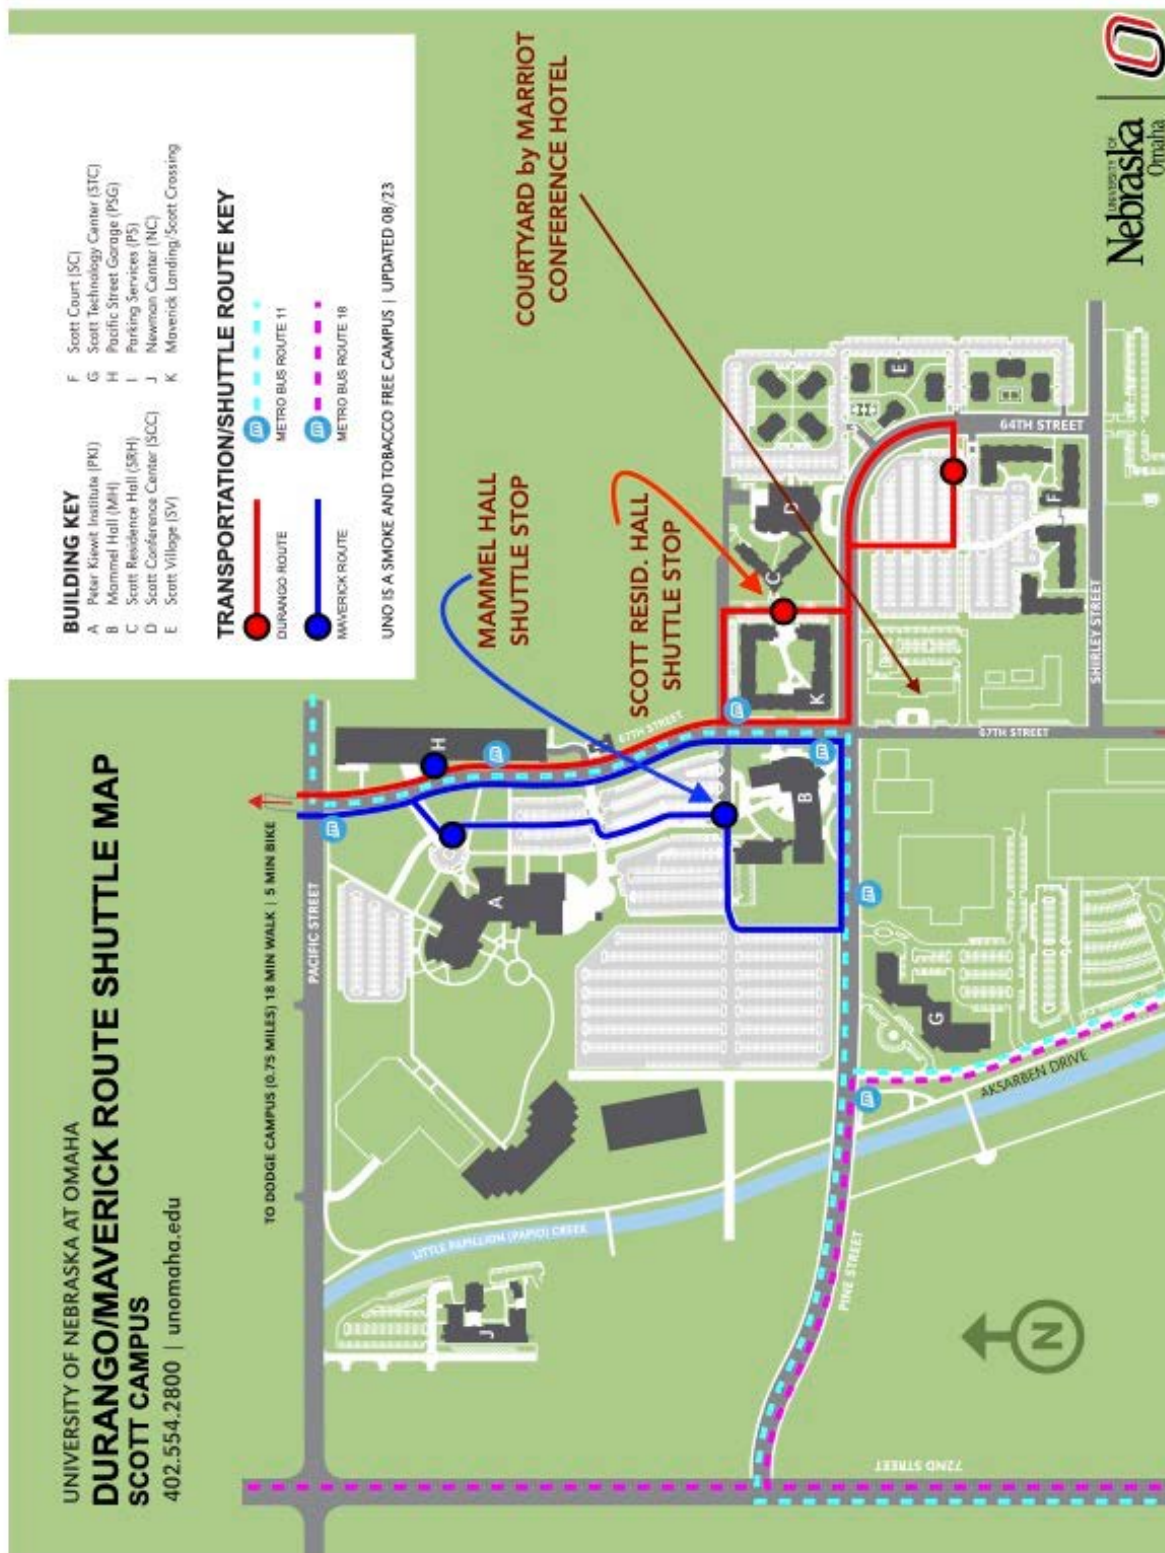 UNIVERSITY OF NEBRASKA AT OMAHA
DURANGO/MAVERICK ROUTE SHUTTLE MAP
SCOTT CAMPUS
402.554.2800 | unomaha.edu
BUILDING KEY
A Peter Kiewit Institute (PKI)
B Mammel Hall (MH)
C Scott Residence Hall (SRH)
D Scott Conference Center (SCC)
E Scott Village (SV)
F Scott Court (SC)
G Scott Technology Center (STC)
H Pacific Street Garage (PSG)
I Parking Services (PS)
J Newman Center (NC)
K Maverick Landing/Scott Crossing
TRANSPORTATION/SHUTTLE ROUTE KEY
DURANGO ROUTE
MAVERICK ROUTE
m METRO BUS ROUTE 11
m METRO BUS ROUTE 18
UNO IS A SMOKE AND TOBACCO FREE CAMPUS | UPDATED 08/23
TO DODGE CAMPUS (0.75 MILES) 18 MIN WALK | 5 MIN BIKE
PACIFIC STREET
MAMMEL HALL
SHUTTLE STOP
SCOTT RESID. HALL
SHUTTLE STOP
COURTYARD by MARRIOT
CONFERENCE HOTEL
67TH STREET
H
A
J
LITTLE PAPILLION (PAPIO) CREEK
B
K
C
D
E
F
G
m
m
m
m
m
m
PINE STREET
67TH STREET
64TH STREET
SHIRLEY STREET
AKSARBEN DRIVE
72ND STREET
N
UNIVERSITY OF
Nebraska
Omaha
O